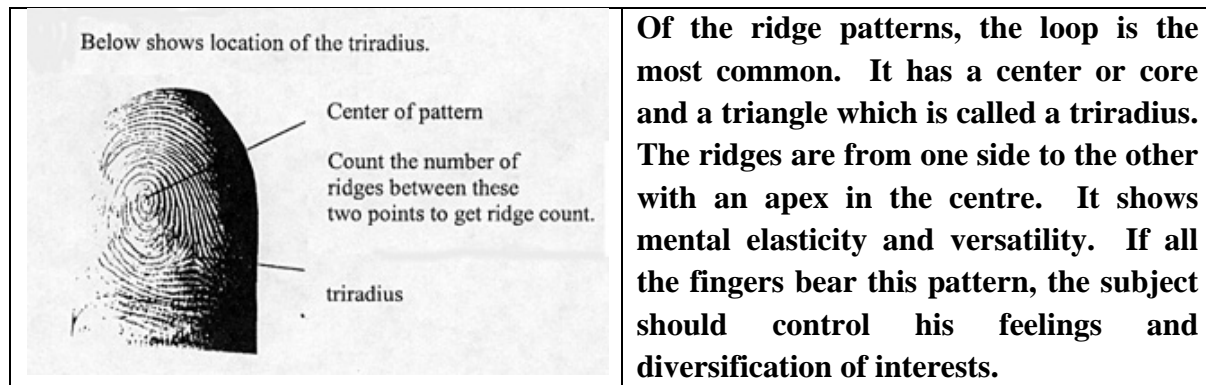 Below shows location of the triradius.
Center of pattern
Count the number of
ridges between these
two points to get ridge count.
triradius
Of the ridge patterns, the loop is the
most common. It has a center or core
and a triangle which is called a triradius.
The ridges are from one side to the other
with an apex in the centre. It shows
mental elasticity and versatility. If all
the fingers bear this pattern, the subject
should control his feelings and
diversification of interests.